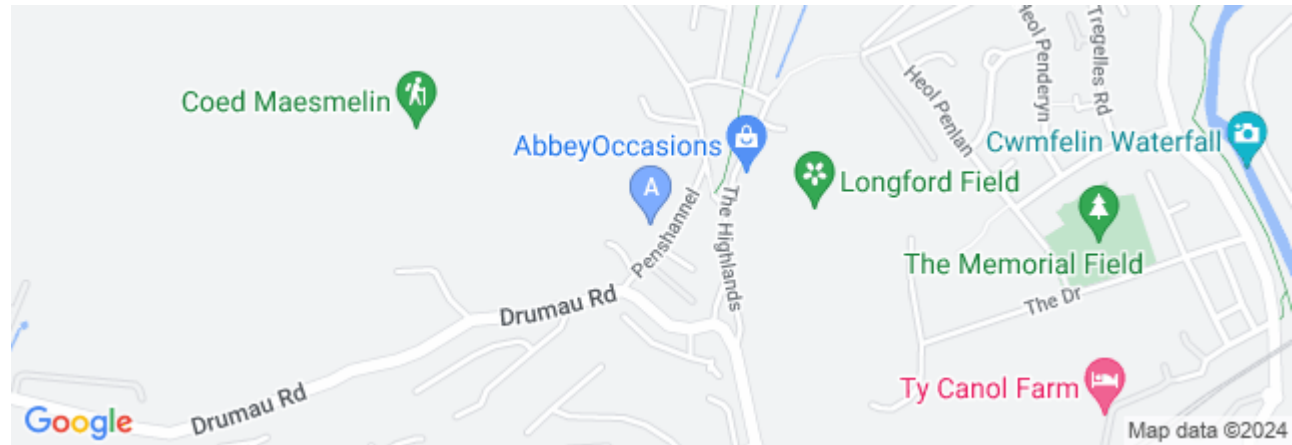 Coed Maesmelin
AbbeyOccasions
A
Penshannel
The Highlands
Longford Field
Heol Penlan
Heol Penderyn
Tregelles Rd
Cwmfelin Waterfall
The Memorial Field
The Dr
Drumau Rd
Drumau Rd
Ty Canol Farm
Google
Map data ©2024